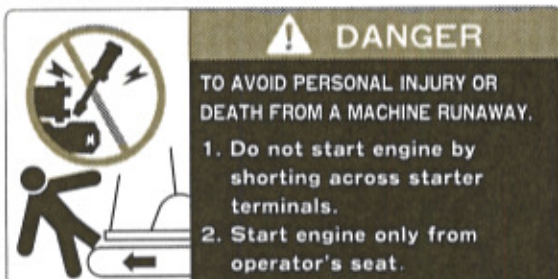 DANGER
TO AVOID PERSONAL INJURY OR
DEATH FROM A MACHINE RUNAWAY.
1. Do not start engine by
shorting across starter
terminals.
2. Start engine only from
operator's seat.